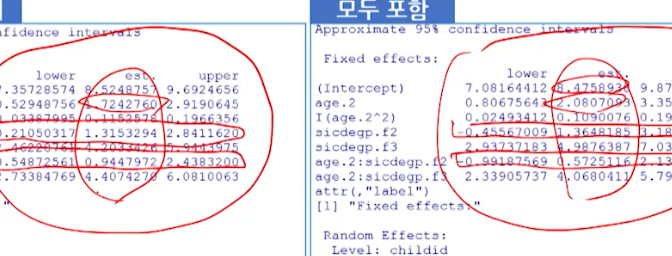 모두 포함
nfidence intervals
lower est. upper
7.35728574 8.5248757 9.6924656
0.52948756 1.7242760 2.9190645
0.03387995 0.1152578 0.1966356
0.21050317 1.3153294 2.8411620
2.46228761 4.2033426 5.9443975
0.54872561 0.9447972 2.4383200
2.73384769 4.4074270 6.0810063
"
Approximate 95% confidence intervals
Fixed effects:
lower est.
(Intercept) 7.08164412 8.4758938 9.87
age.2 0.80675643 2.0807093 3.35
I(age.2^2) 0.02493412 0.1090076 0.19
sicdegp.f2 -0.45567009 1.3648185 3.18
sicdegp.f3 2.93737183 4.9876387 7.03
age.2:sicdegp.f2 -0.99187569 0.5725116 2.13
age.2:sicdegp.f3 2.33905737 4.0680411 5.79
attr(,"label")
[1] "Fixed effects:"
Random Effects:
Level: childid